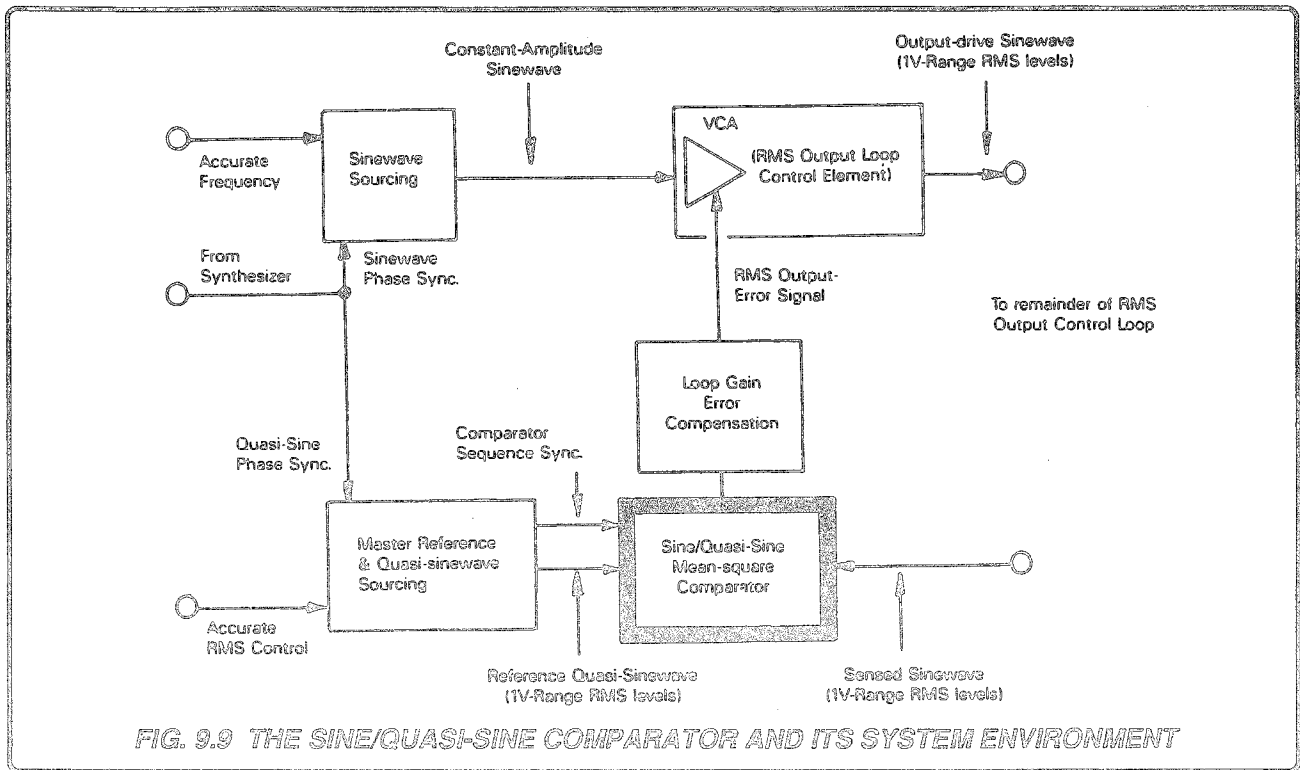 Constant-Amplitude
Sinewave
Output-drive Sinewave
(1V-Range RMS levels)
Accurate
Frequency
Sinewave
Sourcing
VCA
(RMS Output Loop
Control Element)
From
Synthesizer
Sinewave
Phase Sync.
RMS Output-
Error Signal
To remainder of RMS
Output Control Loop
Loop Gain
Error
Compensation
Quasi-Sine
Phase Sync.
Comparator
Sequence Sync.
Master Reference
& Quasi-sinewave
Sourcing
Sine/Quasi-Sine
Mean-square
Comparator
Accurate
RMS Control
Reference Quasi-Sinewave
(1V-Range RMS levels)
Sensed Sinewave
(1V-Range RMS levels)
FIG. 9.9 THE SINE/QUASI-SINE COMPARATOR AND ITS SYSTEM ENVIRONMENT